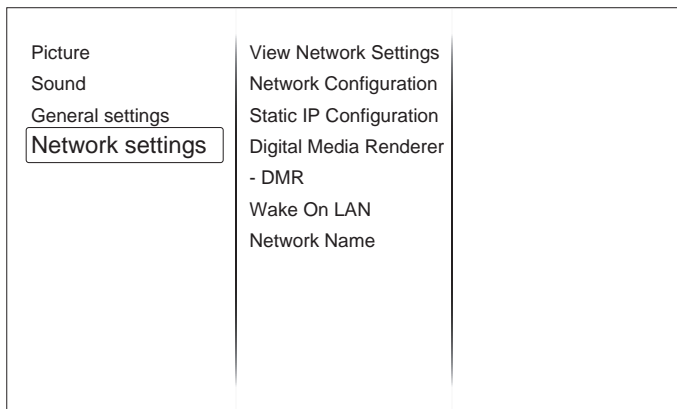 Picture
Sound
General settings
Network settings
View Network Settings
Network Configuration
Static IP Configuration
Digital Media Renderer
- DMR
Wake On LAN
Network Name